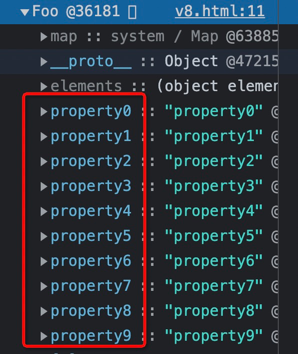 ▼Foo @36181 v8.html:11
▶map :: system / Map @63885
▶__proto__ :: Object @47215
▶elements :: (object elemen
▶property0 :: "property0" @
▶property1 :: "property1" @
▶property2 :: "property2" @
▶property3 :: "property3" @
▶property4 :: "property4" @
▶property5 :: "property5" @
▶property6 :: "property6" @
▶property7 :: "property7" @
▶property8 :: "property8" @
▶property9 :: "property9" @